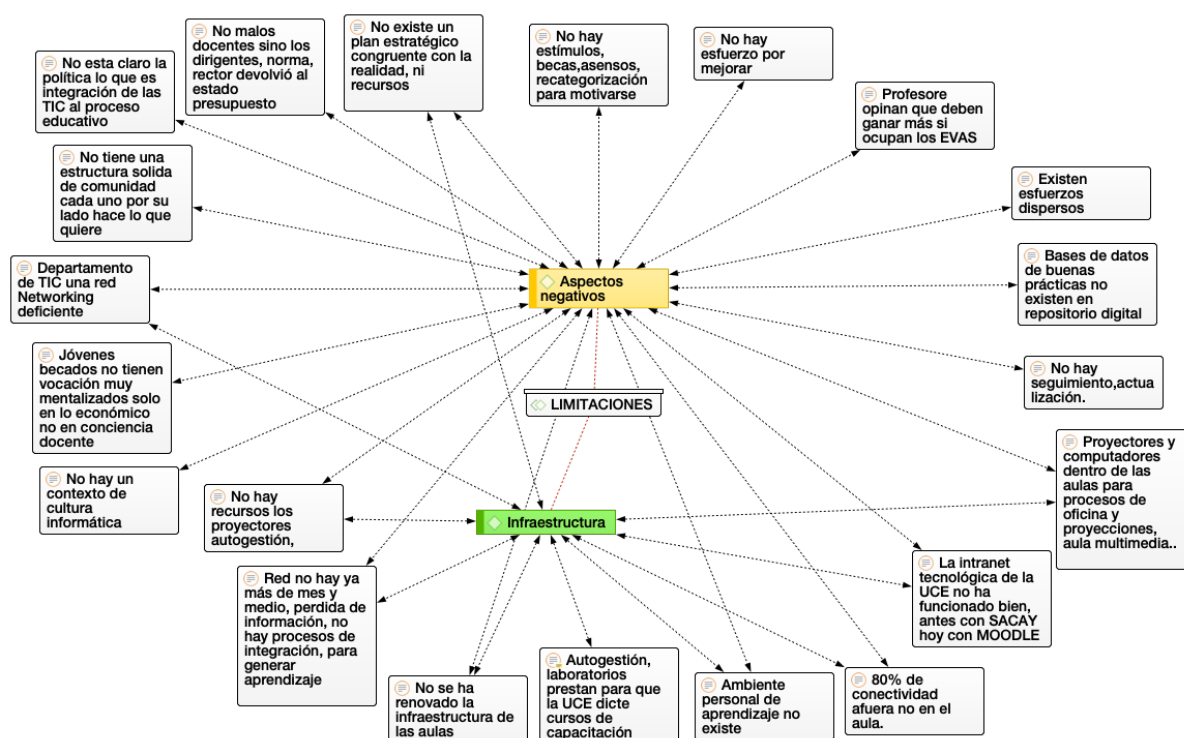 No malos
docentes sino los
dirigentes, norma,
rector devolvió al
estado
presupuesto
No existe un
plan estratégico
congruente con la
realidad, ni
recursos
No hay
estímulos,
becas,asensos,
recategorización
para motivarse
No hay
esfuerzo por
mejorar
No esta claro la
política lo que es
integración de las
TIC al proceso
educativo
Profesore
opinan que deben
ganar más si
ocupan los EVAS
No tiene una
estructura solida
de comunidad
cada uno por su
lado hace lo que
quiere
Existen
esfuerzos
dispersos
Departamento
de TIC una red
Networking
deficiente
Aspectos
negativos
Bases de datos
de buenas
prácticas no
existen en
repositorio digital
Jóvenes
becados no tienen
vocación muy
mentalizados solo
en lo económico
no en conciencia
docente
LIMITACIONES
No hay
seguimiento,actua
lización.
No hay un
contexto de
cultura
informática
No hay
recursos los
proyectores
autogestión,
Infraestructura
Proyectores y
computadores
dentro de las
aulas para
procesos de
oficina y
proyecciones,
aula multimedia..
Red no hay ya
más de mes y
medio, perdida de
información, no
hay procesos de
integración, para
generar
aprendizaje
La intranet
tecnológica de la
UCE no ha
funcionado bien,
antes con SACAY
hoy con MOODLE
No se ha
renovado la
infraestructura de
las aulas
Autogestión,
laboratorios
prestan para que
la UCE dicte
cursos de
capacitación
Ambiente
personal de
aprendizaje no
existe
80% de
conectividad
afuera no en el
aula.